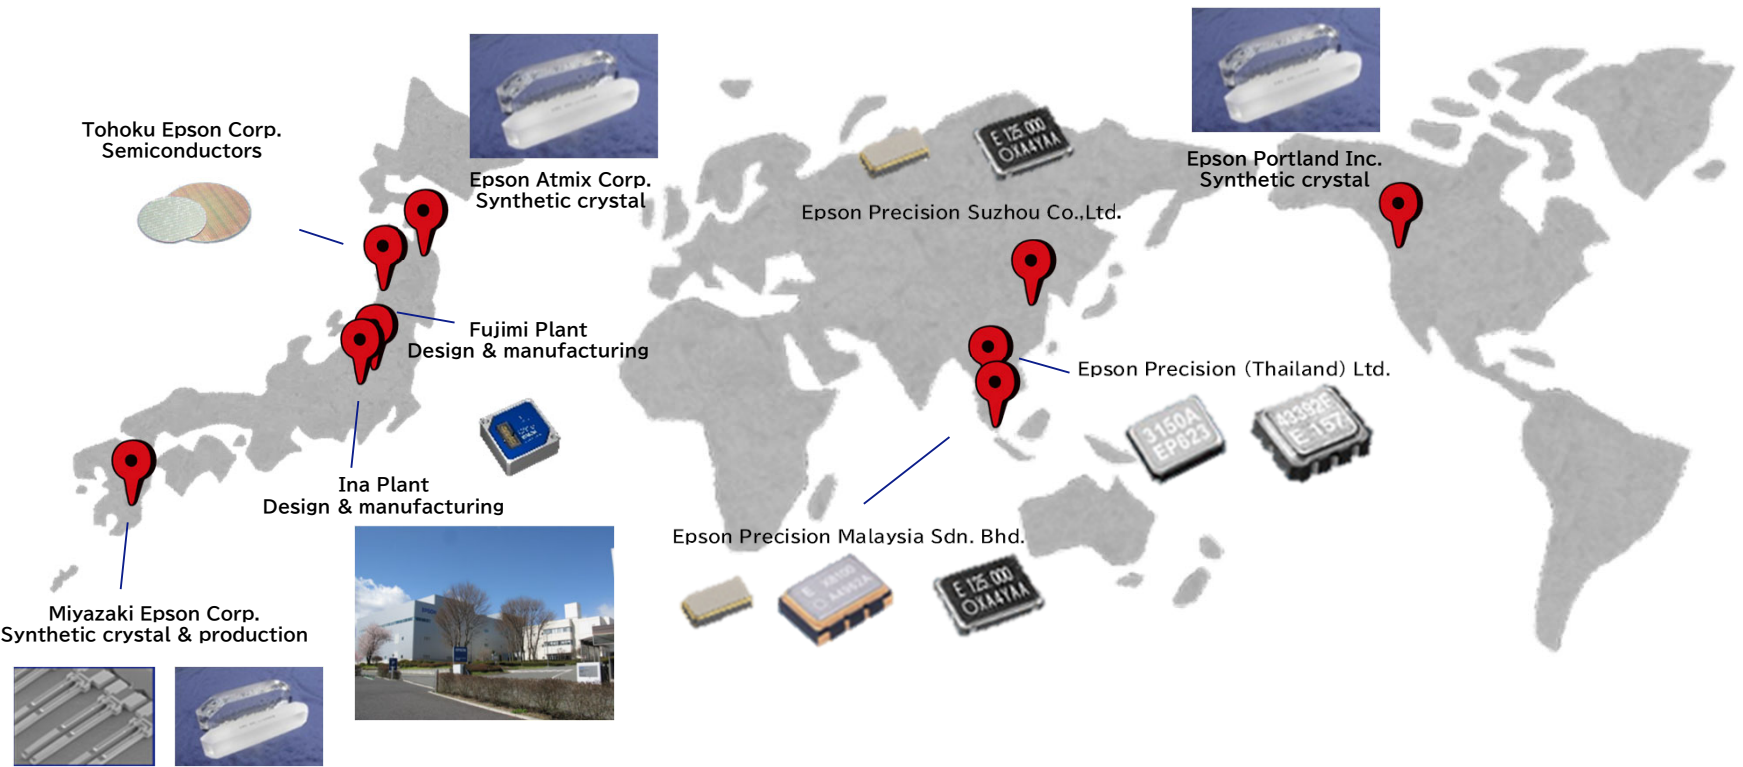 Tohoku Epson Corp.
Semiconductors
Epson Atmix Corp.
Synthetic crystal
Fujimi Plant
Design & manufacturing
Ina Plant
Design & manufacturing
Miyazaki Epson Corp.
Synthetic crystal & production
E 125.000
OXA4YAA
Epson Precision Suzhou Co.,Ltd.
Epson Portland Inc.
Synthetic crystal
Epson Precision (Thailand) Ltd.
3150A
EP623
43392F
E 157
Epson Precision Malaysia Sdn. Bhd.
E 125.000
OXA4YAA